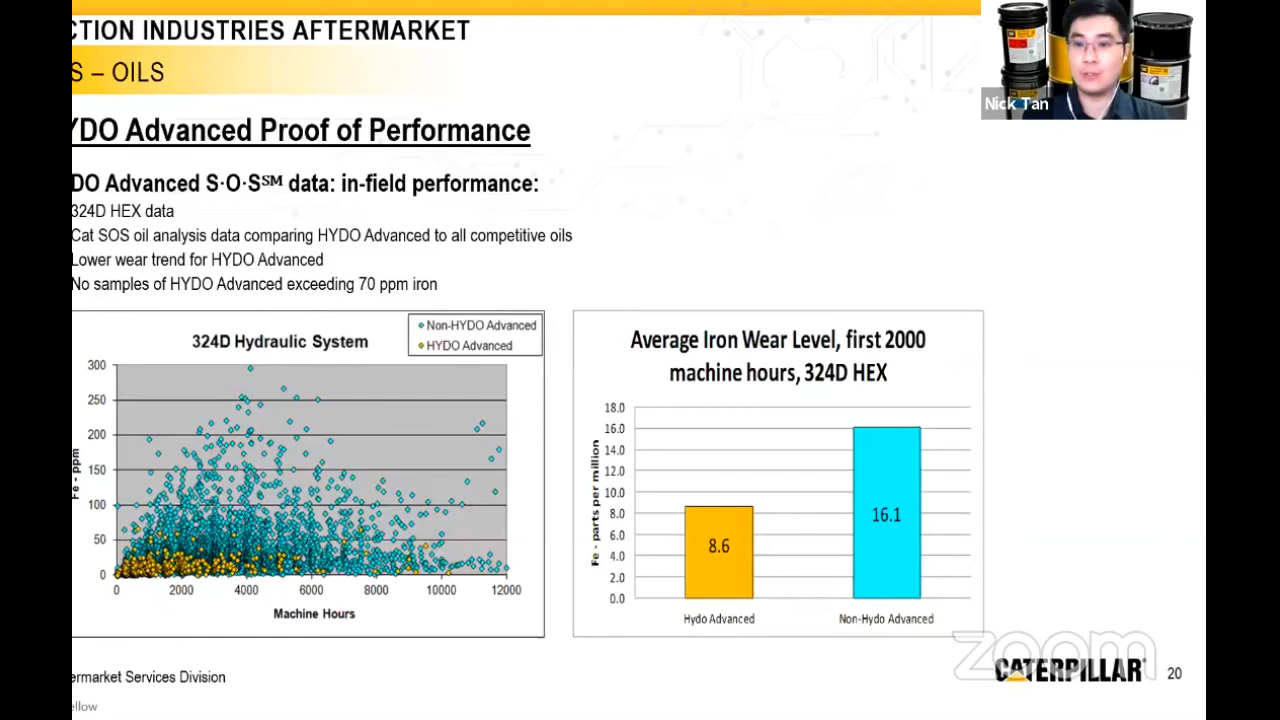 CTION INDUSTRIES AFTERMARKET
S – OILS
Nick Tan
YDO Advanced Proof of Performance
DO Advanced S·O·S℠ data: in-field performance:
324D HEX data
Cat SOS oil analysis data comparing HYDO Advanced to all competitive oils
Lower wear trend for HYDO Advanced
No samples of HYDO Advanced exceeding 70 ppm iron
324D Hydraulic System
Non-HYDO Advanced
HYDO Advanced
300
250
200
150
100
50
0
Fe - ppm
0 2000 4000 6000 8000 10000 12000
Machine Hours
Average Iron Wear Level, first 2000
machine hours, 324D HEX
18.0
16.0
14.0
12.0
10.0
8.0
6.0
4.0
2.0
0.0
Fe - parts per million
8.6
16.1
Hydo Advanced Non-Hydo Advanced
zoom
ermarket Services Division
CATERPILLAR
20
ellow